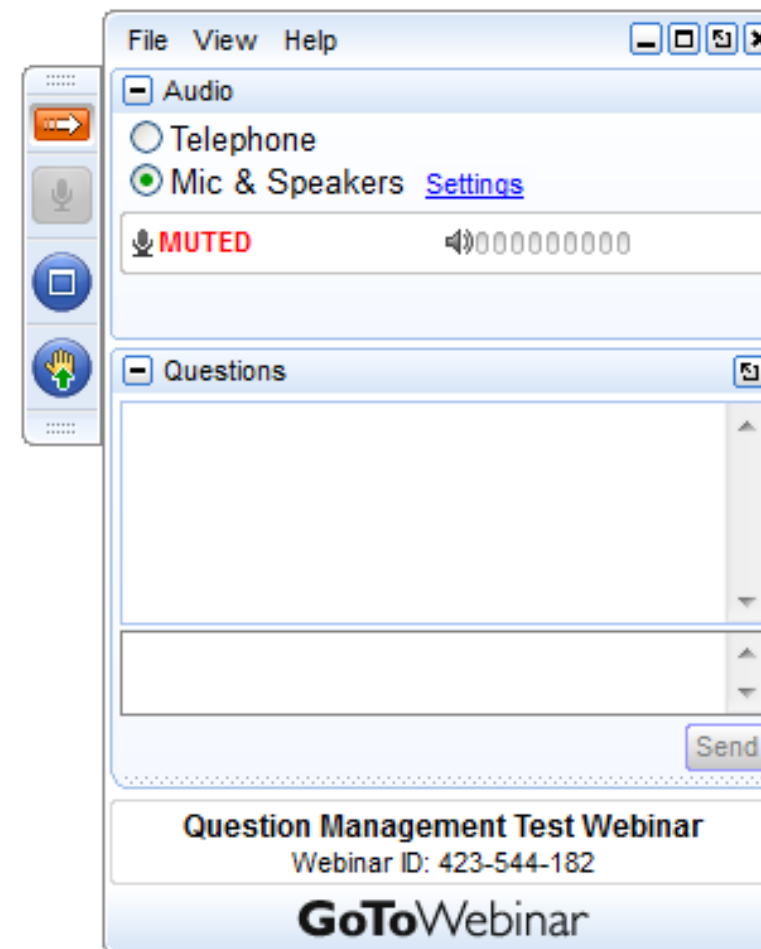 File View Help
Audio
Telephone
Mic & Speakers Settings
MUTED
Questions
Send
Question Management Test Webinar
Webinar ID: 423-544-182
GoToWebinar